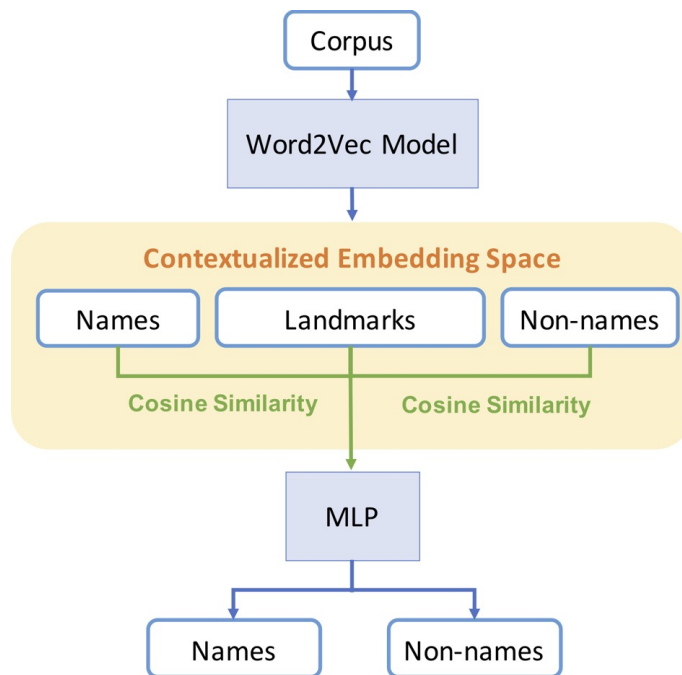 Corpus
Word2Vec Model
Contextualized Embedding Space
Names
Landmarks
Non-names
Cosine Similarity
Cosine Similarity
MLP
Names
Non-names